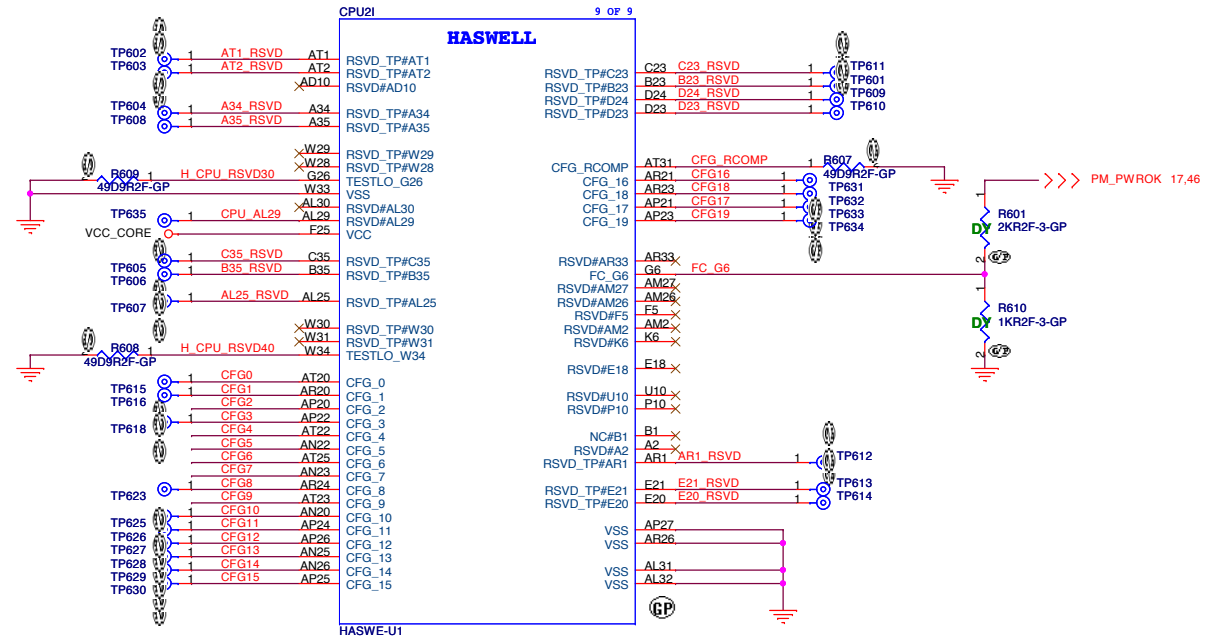 CPU2I 9 OF 9
HASWELL
TP602 1 AT1_RSVD AT1 RSVD_TP#AT1
TP603 1 AT2_RSVD AT2 RSVD_TP#AT2
AD10 RSVD#AD10
TP604 1 A34_RSVD A34 RSVD_TP#A34
TP608 1 A35_RSVD A35 RSVD_TP#A35
W29 RSVD_TP#W29
W28 RSVD_TP#W28
R609 2 1 49D9R2F-GP H_CPU_RSVD30 G26 TESTLO_G26
W33 VSS
AL30 RSVD#AL30
TP635 1 CPU_AL29 AL29 RSVD#AL29
VCC_CORE F25 VCC
TP605 1 C35_RSVD C35 RSVD_TP#C35
TP606 1 B35_RSVD B35 RSVD_TP#B35
TP607 1 AL25_RSVD AL25 RSVD_TP#AL25
W30 RSVD_TP#W30
W31 RSVD_TP#W31
R608 2 1 49D9R2F-GP H_CPU_RSVD40 W34 TESTLO_W34
TP615 1 CFG0 AT20 CFG_0
TP616 1 CFG1 AR20 CFG_1
CFG2 AP20 CFG_2
TP618 1 CFG3 AP22 CFG_3
CFG4 AT22 CFG_4
CFG5 AN22 CFG_5
CFG6 AT25 CFG_6
CFG7 AN23 CFG_7
TP623 1 CFG8 AR24 CFG_8
CFG9 AT23 CFG_9
TP625 1 CFG10 AN20 CFG_10
TP626 1 CFG11 AP24 CFG_11
TP627 1 CFG12 AP26 CFG_12
TP628 1 CFG13 AN25 CFG_13
TP629 1 CFG14 AN26 CFG_14
TP630 1 CFG15 AP25 CFG_15
RSVD_TP#C23 C23 C23_RSVD 1 TP611
RSVD_TP#B23 B23 B23_RSVD 1 TP601
RSVD_TP#D24 D24 D24_RSVD 1 TP609
RSVD_TP#D23 D23 D23_RSVD 1 TP610
CFG_RCOMP AT31 CFG_RCOMP 1 R607 49D9R2F-GP
CFG_16 AR21 CFG16 1 TP631
CFG_18 AR23 CFG18 1 TP632
CFG_17 AP21 CFG17 1 TP633
CFG_19 AP23 CFG19 1 TP634
RSVD#AR33 AR33
FC_G6 G6 FC_G6
RSVD#AM27 AM27
RSVD#AM26 AM26
RSVD#F5 F5
RSVD#AM2 AM2
RSVD#K6 K6
RSVD#E18 E18
RSVD#U10 U10
RSVD#P10 P10
NC#B1 B1
RSVD#A2 A2
RSVD_TP#AR1 AR1 AR1_RSVD 1 TP612
RSVD_TP#E21 E21 E21_RSVD 1 TP613
RSVD_TP#E20 E20 E20_RSVD 1 TP614
VSS AP27
VSS AR26
VSS AL31
VSS AL32
GP
HASWE-U1
PM_PWROK 17,46
1
R601
DY 2KR2F-3-GP
2
1
R610
DY 1KR2F-3-GP
2